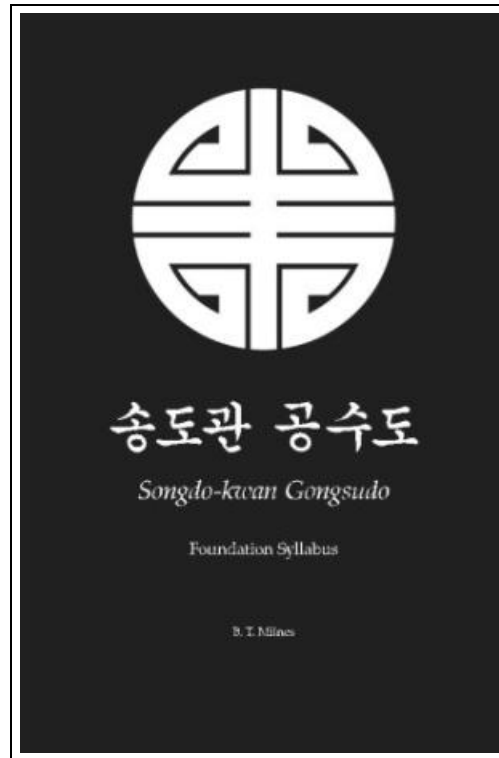 송도관 공수도
Songdo-kwan Gongsudo
Foundation Syllabus
B. T. Milnes